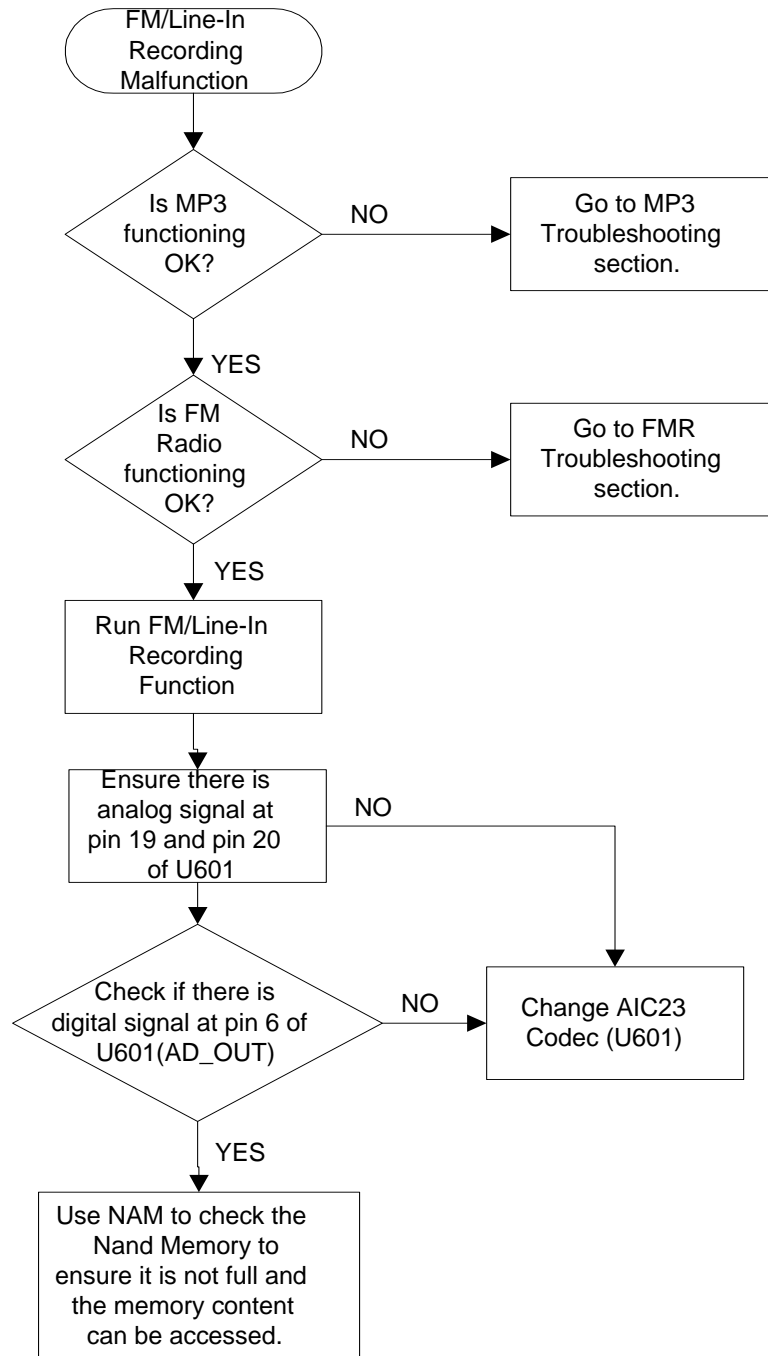 FM/Line-In
Recording
Malfunction
Is MP3
functioning
OK?
NO
Go to MP3
Troubleshooting
section.
YES
Is FM
Radio
functioning
OK?
NO
Go to FMR
Troubleshooting
section.
YES
Run FM/Line-In
Recording
Function
Ensure there is
analog signal at
pin 19 and pin 20
of U601
NO
Check if there is
digital signal at pin 6 of
U601(AD_OUT)
NO
Change AIC23
Codec (U601)
YES
Use NAM to check the
Nand Memory to
ensure it is not full and
the memory content
can be accessed.